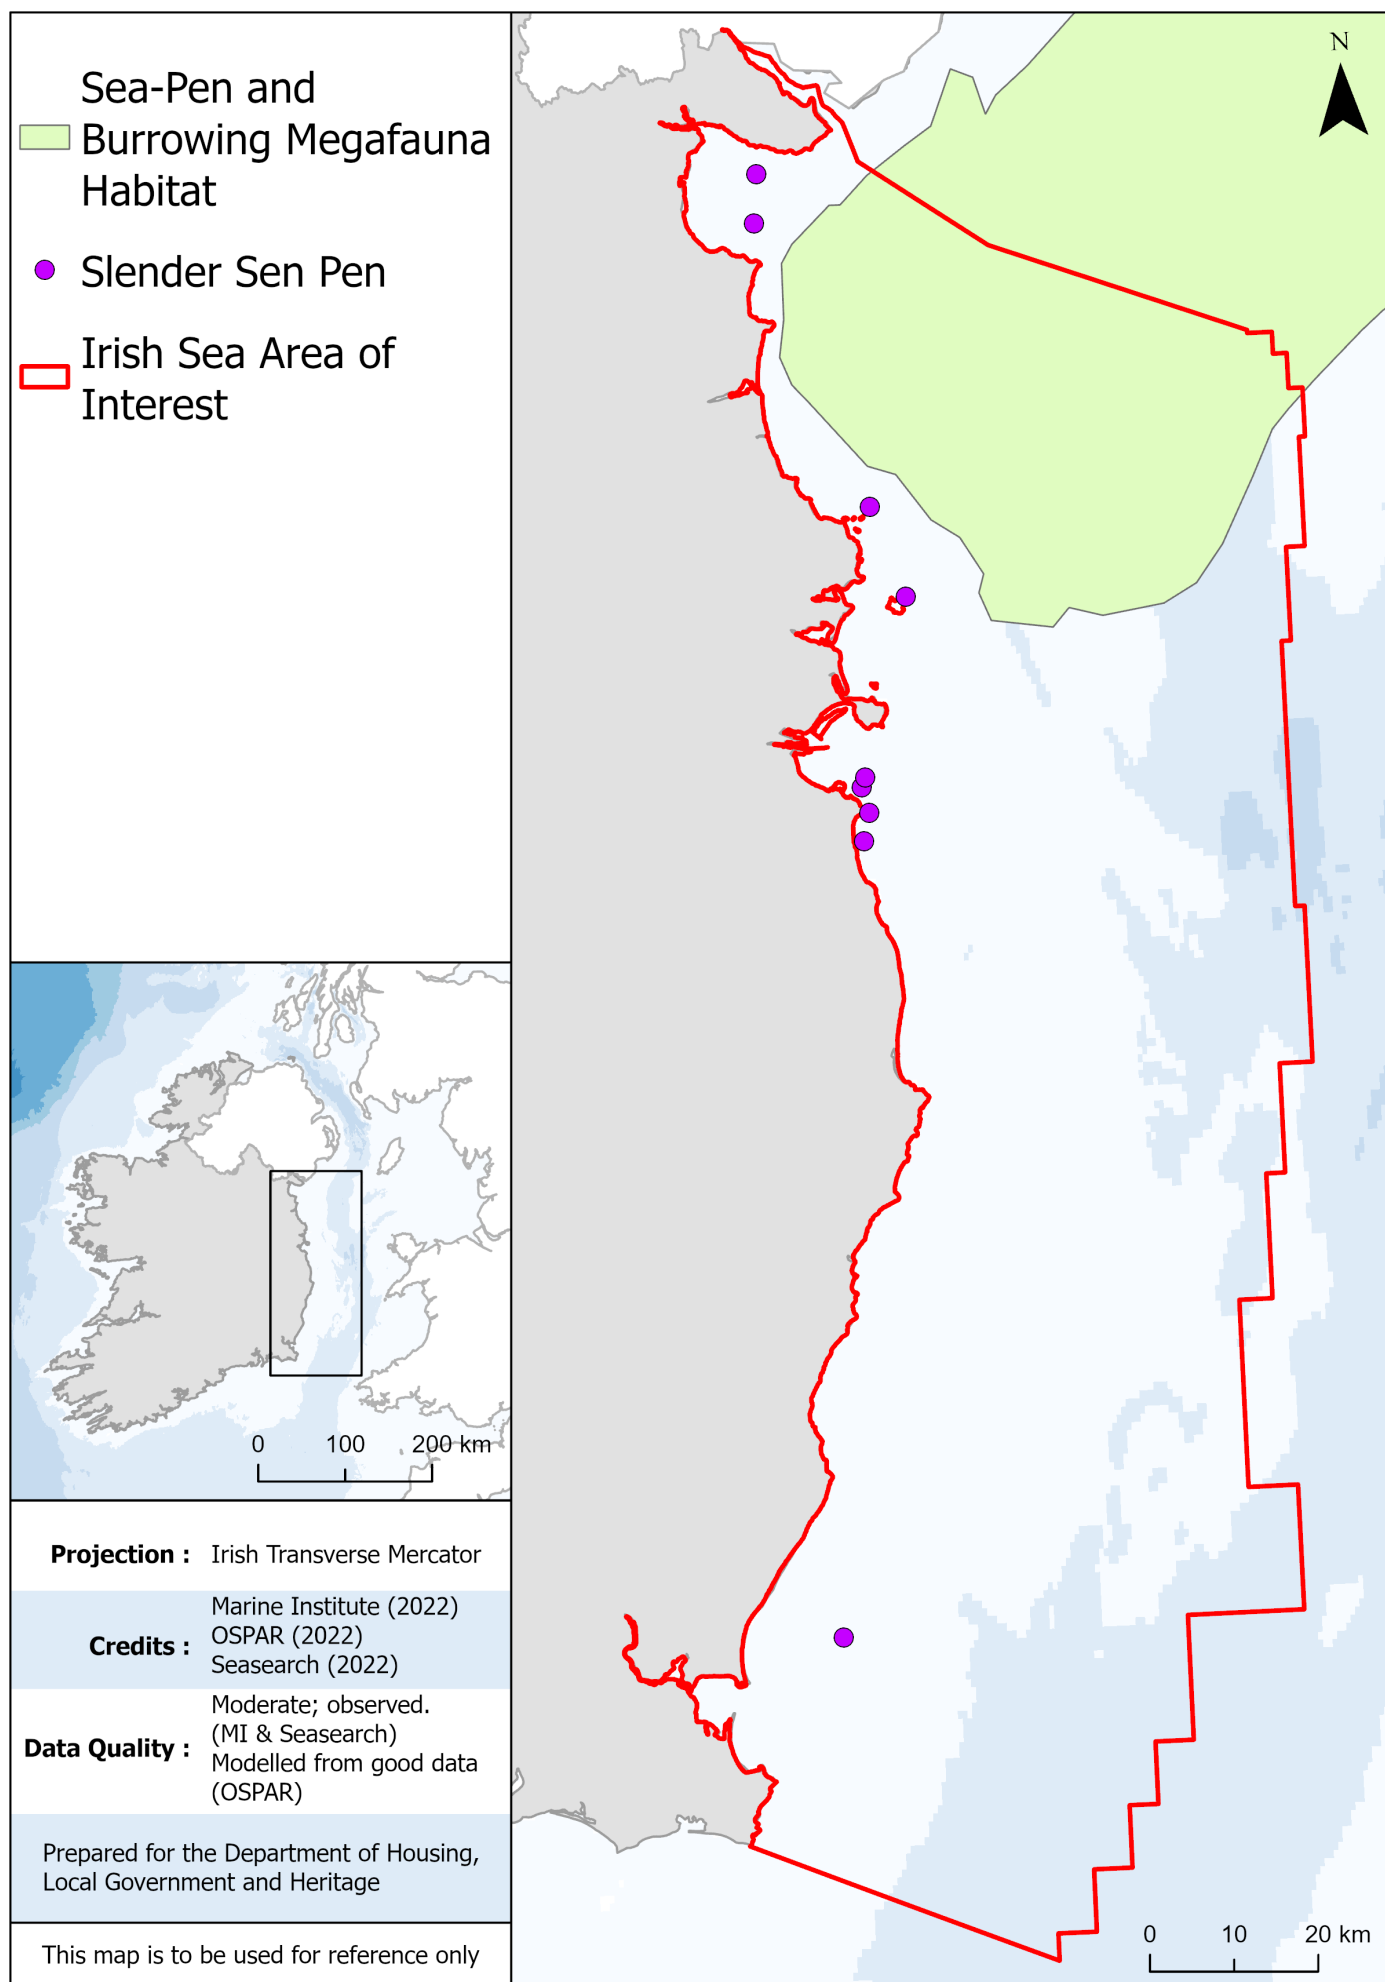 Sea-Pen and
Burrowing Megafauna
Habitat
Slender Sen Pen
Irish Sea Area of
Interest
N
0 100 200 km
Projection : Irish Transverse Mercator
Credits : Marine Institute (2022)
OSPAR (2022)
Seasearch (2022)
Data Quality : Moderate; observed.
(MI & Seasearch)
Modelled from good data
(OSPAR)
Prepared for the Department of Housing,
Local Government and Heritage
This map is to be used for reference only
0 10 20 km